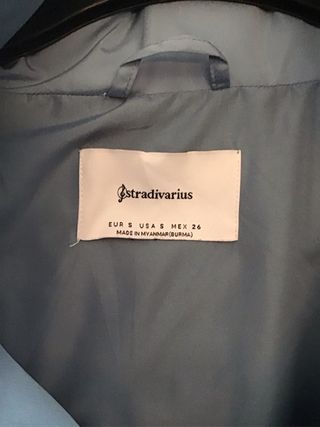 stradivarius
EUR S USA S MEX 26
MADE IN MYANMAR(BURMA)